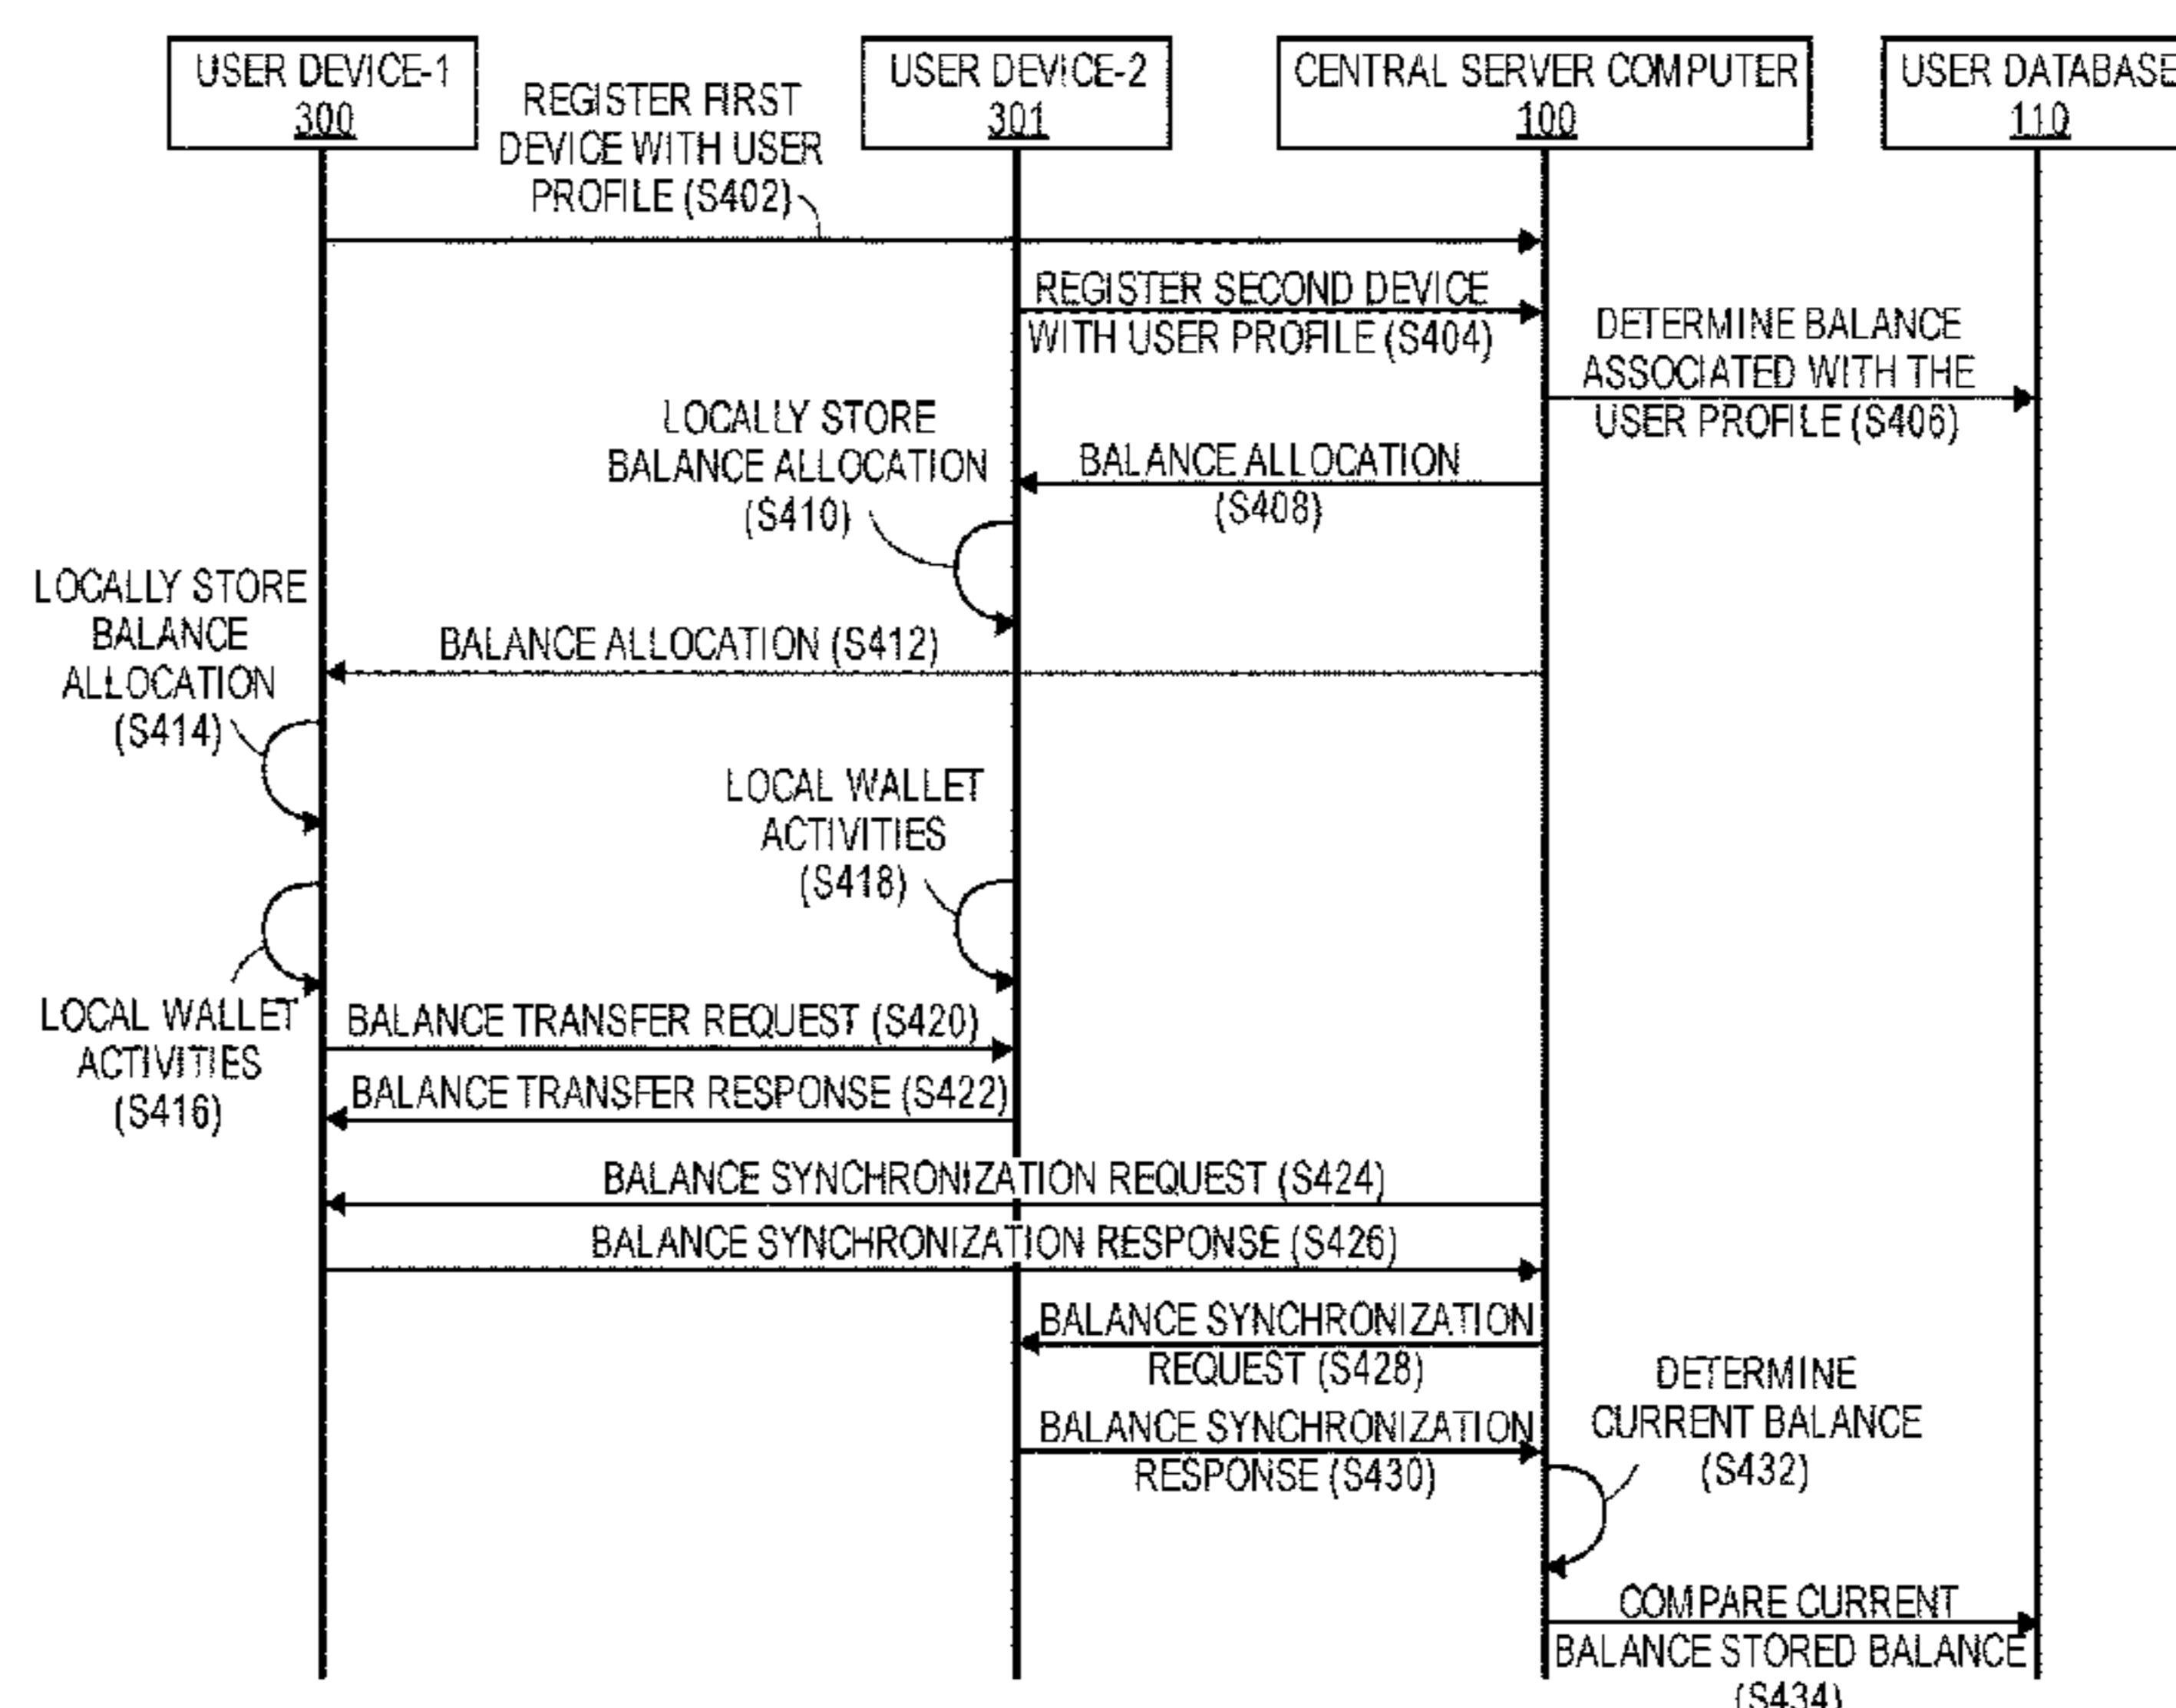 USER DEVICE-1
300
USER DEVICE-2
301
CENTRAL SERVER COMPUTER
100
USER DATABASE
110
REGISTER FIRST
DEVICE WITH USER
PROFILE (S402)
REGISTER SECOND DEVICE
WITH USER PROFILE (S404)
DETERMINE BALANCE
ASSOCIATED WITH THE
USER PROFILE (S406)
BALANCE ALLOCATION
(S408)
LOCALLY STORE
BALANCE ALLOCATION
(S410)
BALANCE ALLOCATION (S412)
LOCALLY STORE
BALANCE
ALLOCATION
(S414)
LOCAL WALLET
ACTIVITIES
(S416)
LOCAL WALLET
ACTIVITIES
(S418)
BALANCE TRANSFER REQUEST (S420)
BALANCE TRANSFER RESPONSE (S422)
BALANCE SYNCHRONIZATION REQUEST (S424)
BALANCE SYNCHRONIZATION RESPONSE (S426)
BALANCE SYNCHRONIZATION
REQUEST (S428)
BALANCE SYNCHRONIZATION
RESPONSE (S430)
DETERMINE
CURRENT BALANCE
(S432)
COMPARE CURRENT
BALANCE STORED BALANCE
(S434)